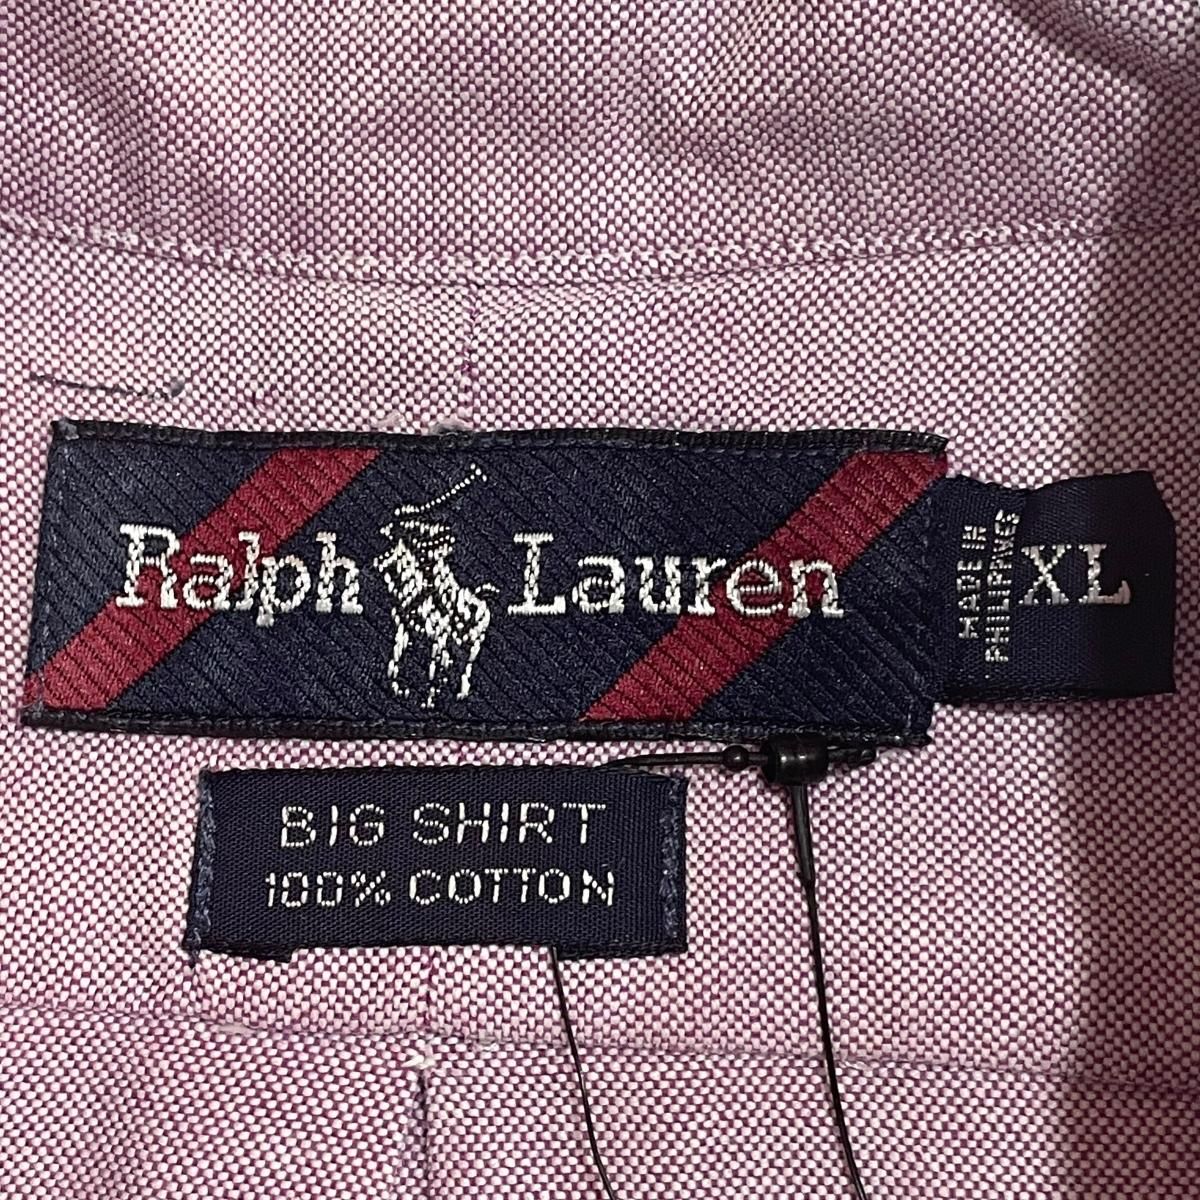 Ralph Lauren
XL
MADE IN
PHILIPPINES
BIG SHIRT
100% COTTON